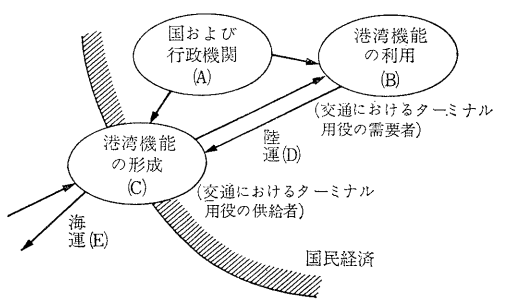 国および
行政機関
(A)
港湾機能
の利用
(B)
(交通におけるターミナル
用役の需要者)
陸
運(D)
港湾機能
の形成
(C)
(交通におけるターミナル
用役の供給者)
海
運(E)
国民経済